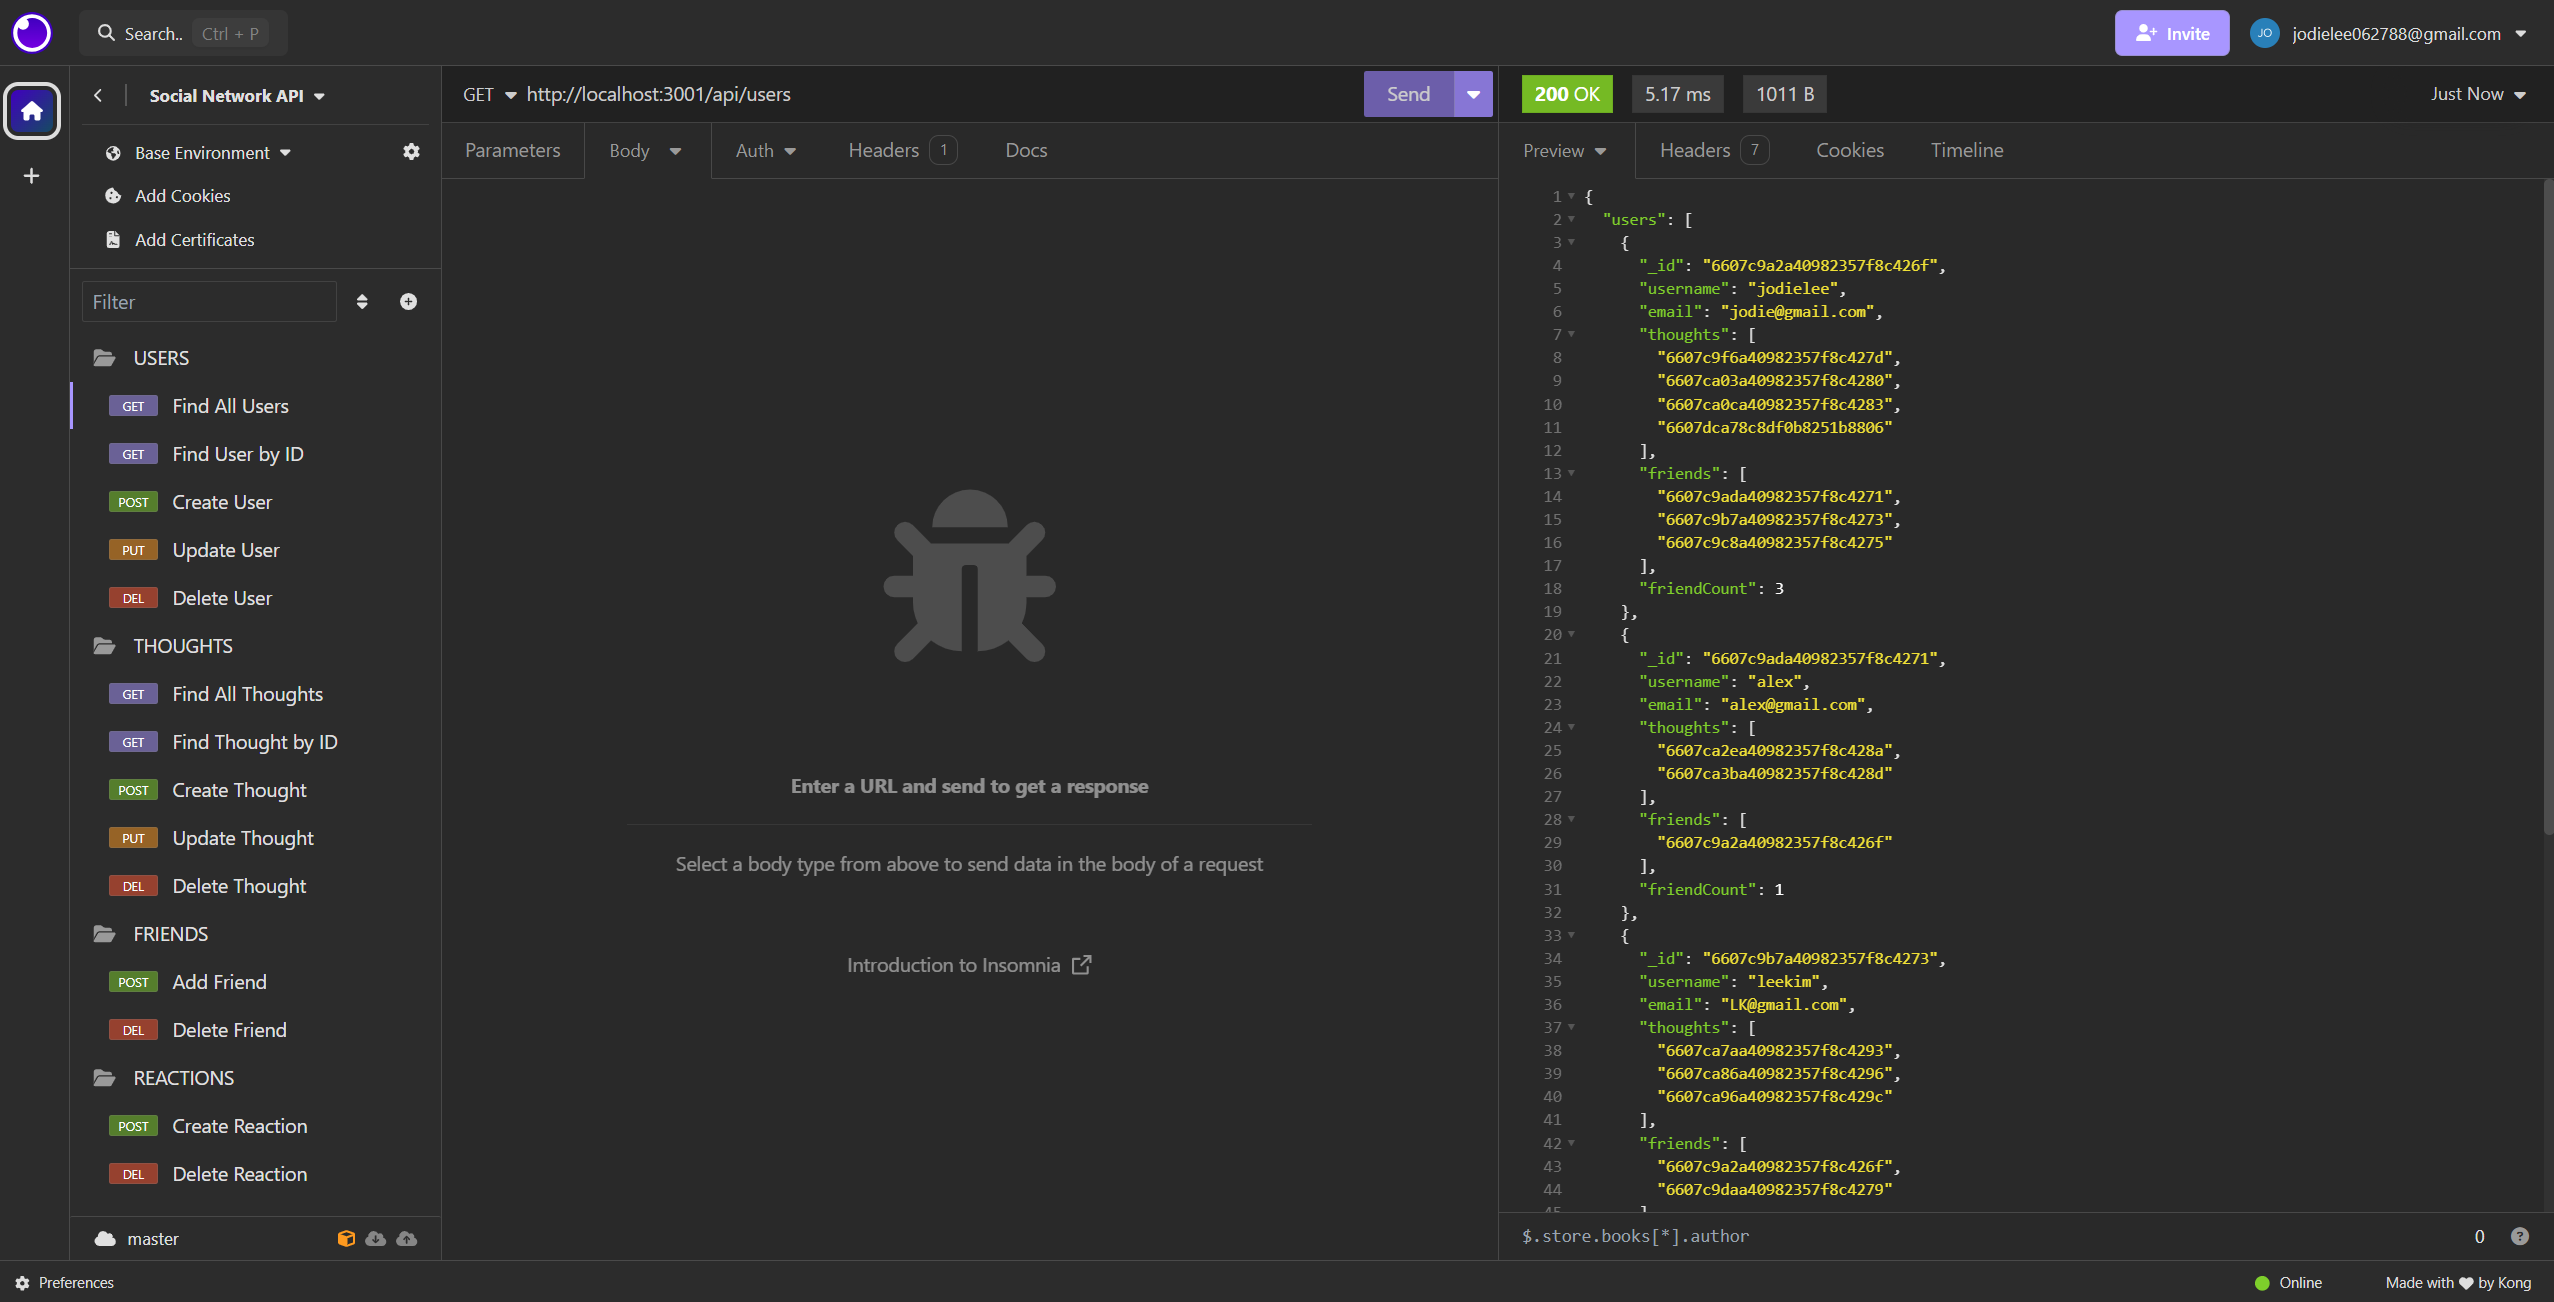 Search.. Ctrl + P
Invite
JO jodielee062788@gmail.com
Social Network API
Base Environment
Add Cookies
Add Certificates
Filter
USERS
GET Find All Users
GET Find User by ID
POST Create User
PUT Update User
DEL Delete User
THOUGHTS
GET Find All Thoughts
GET Find Thought by ID
POST Create Thought
PUT Update Thought
DEL Delete Thought
FRIENDS
POST Add Friend
DEL Delete Friend
REACTIONS
POST Create Reaction
DEL Delete Reaction
master
Preferences
GET http://localhost:3001/api/users
Send
Parameters Body Auth Headers 1 Docs
Enter a URL and send to get a response
Select a body type from above to send data in the body of a request
Introduction to Insomnia
200 OK 5.17 ms 1011 B Just Now
Preview Headers 7 Cookies Timeline
1 {
2 "users": [
3 {
4 "_id": "6607c9a2a40982357f8c426f",
5 "username": "jodielee",
6 "email": "jodie@gmail.com",
7 "thoughts": [
8 "6607c9f6a40982357f8c427d",
9 "6607ca03a40982357f8c4280",
10 "6607ca0ca40982357f8c4283",
11 "6607dca78c8df0b8251b8806"
12 ],
13 "friends": [
14 "6607c9ada40982357f8c4271",
15 "6607c9b7a40982357f8c4273",
16 "6607c9c8a40982357f8c4275"
17 ],
18 "friendCount": 3
19 },
20 {
21 "_id": "6607c9ada40982357f8c4271",
22 "username": "alex",
23 "email": "alex@gmail.com",
24 "thoughts": [
25 "6607ca2ea40982357f8c428a",
26 "6607ca3ba40982357f8c428d"
27 ],
28 "friends": [
29 "6607c9a2a40982357f8c426f"
30 ],
31 "friendCount": 1
32 },
33 {
34 "_id": "6607c9b7a40982357f8c4273",
35 "username": "leekim",
36 "email": "LK@gmail.com",
37 "thoughts": [
38 "6607ca7aa40982357f8c4293",
39 "6607ca86a40982357f8c4296",
40 "6607ca96a40982357f8c429c"
41 ],
42 "friends": [
43 "6607c9a2a40982357f8c426f",
44 "6607c9daa40982357f8c4279"
45 ]
$.store.books[*].author 0
Online Made with by Kong